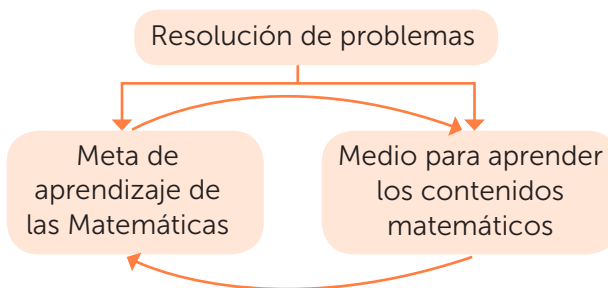 Resolución de problemas
Meta de
aprendizaje de
las Matemáticas
Medio para aprender
los contenidos
matemáticos